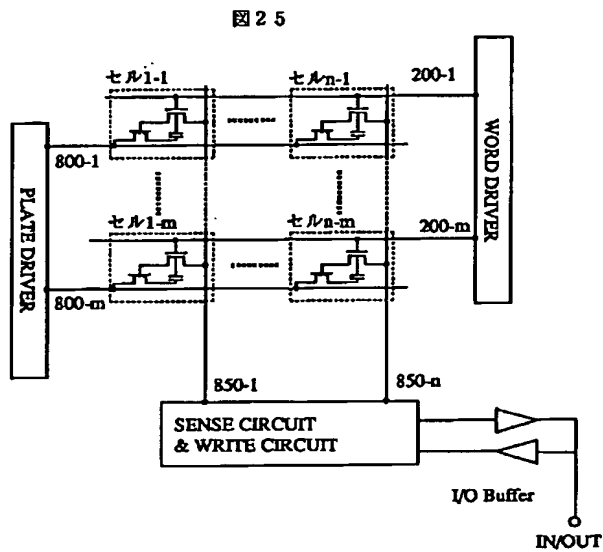 図25
セル1-1
セルn-1
200-1
800-1
PLATE DRIVER
WORD DRIVER
セル1-m
セルn-m
200-m
800-m
850-1
850-n
SENSE CIRCUIT
& WRITE CIRCUIT
I/O Buffer
IN/OUT